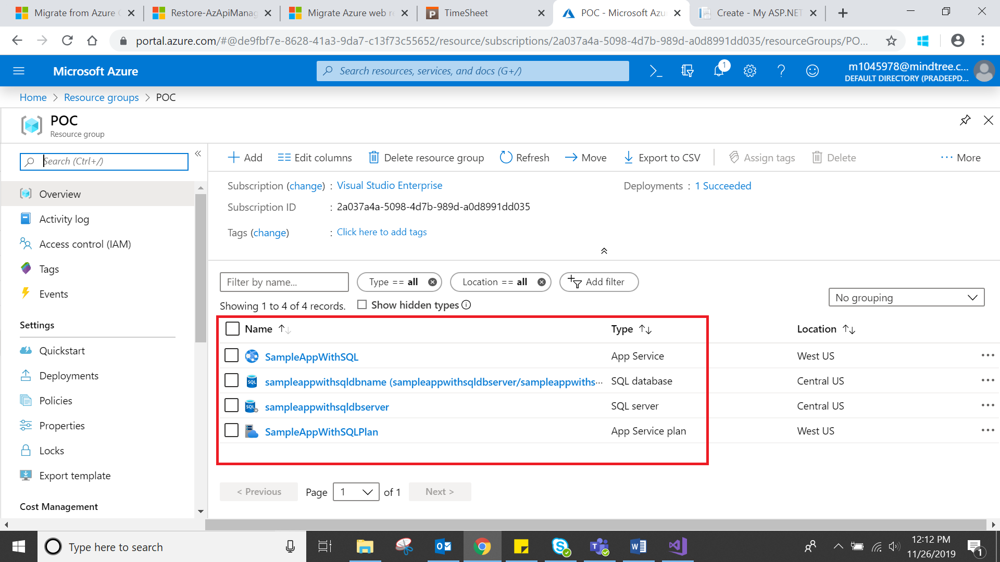 Migrate from Azure
Restore-AzApiManag
Migrate Azure web re
TimeSheet
POC - Microsoft Azu
Create - My ASP.NET
portal.azure.com/#@de9fbf7e-8628-41a3-9da7-c13f73c55652/resource/subscriptions/2a037a4a-5098-4d7b-989d-a0d8991dd035/resourceGroups/PO...
Microsoft Azure
Search resources, services, and docs (G+/)
1
m1045978@mindtree.c...
DEFAULT DIRECTORY (PRADEEPD...
Home > Resource groups > POC
POC
Resource group
Search (Ctrl+/)
Overview
Activity log
Access control (IAM)
Tags
Events
Settings
Quickstart
Deployments
Policies
Properties
Locks
Export template
Cost Management
Add
Edit columns
Delete resource group
Refresh
Move
Export to CSV
Assign tags
Delete
More
Subscription (change) : Visual Studio Enterprise
Deployments : 1 Succeeded
Subscription ID : 2a037a4a-5098-4d7b-989d-a0d8991dd035
Tags (change) : Click here to add tags
Filter by name...
Type == all
Location == all
Add filter
Showing 1 to 4 of 4 records.
Show hidden types
No grouping
Name Type Location
SampleAppWithSQL App Service West US
sampleappwithsqldbname (sampleappwithsqldbserver/sampleappwiths... SQL database Central US
sampleappwithsqldbserver SQL server Central US
SampleAppWithSQLPlan App Service plan West US
< Previous
Page 1 of 1
Next >
Type here to search
12:12 PM
11/26/2019
1